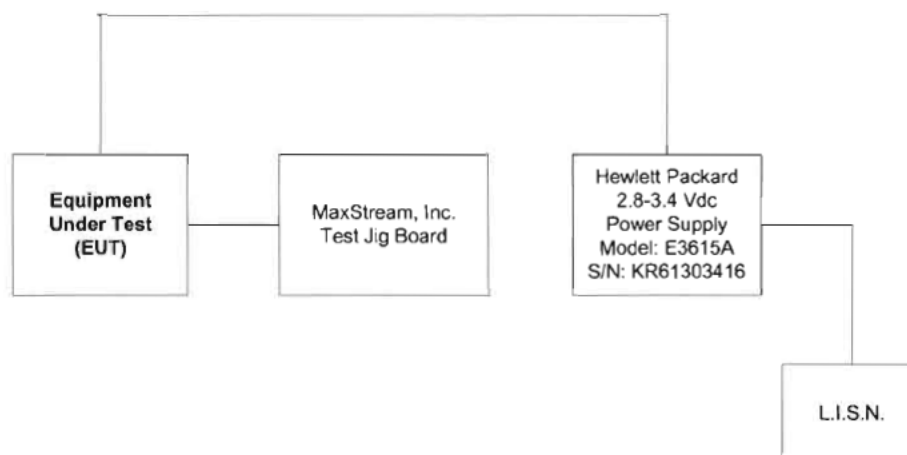 Equipment
Under Test
(EUT)
MaxStream, Inc.
Test Jig Board
Hewlett Packard
2.8-3.4 Vdc
Power Supply
Model: E3615A
S/N: KR61303416
L.I.S.N.